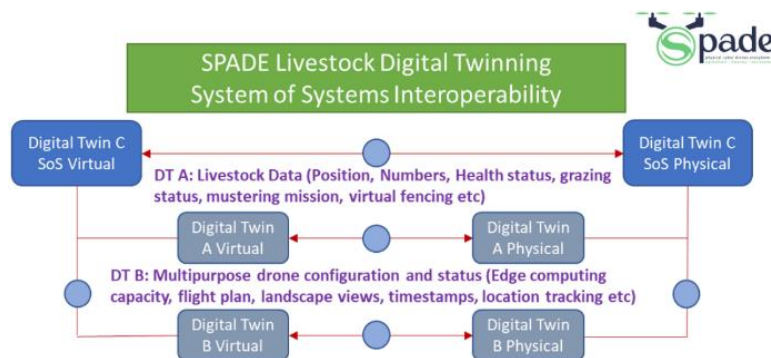 Spade
SPADE Livestock Digital Twinning
System of Systems Interoperability
Digital Twin C
SoS Virtual
Digital Twin C
SoS Physical
DT A: Livestock Data (Position, Numbers, Health status, grazing
status, mustering mission, virtual fencing etc)
Digital Twin
A Virtual
Digital Twin
A Physical
DT B: Multipurpose drone configuration and status (Edge computing
capacity, flight plan, landscape views, timestamps, location tracking etc)
Digital Twin
B Virtual
Digital Twin
B Physical